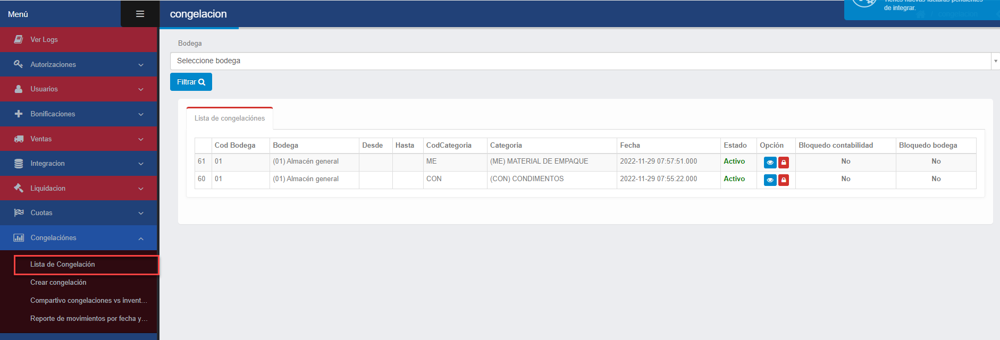 Menú
congelacion
Tienes nuevas facturas pendientes
de integrar.
Ver Logs
Autorizaciones
Usuarios
Bonificaciones
Ventas
Integracion
Liquidacion
Cuotas
Congelaciónes
Lista de Congelación
Crear congelación
Compartivo congelaciones vs invent...
Reporte de movimientos por fecha y...
Bodega
Seleccione bodega
Filtrar
Lista de congelaciónes
Cod Bodega Bodega Desde Hasta CodCategoria Categoria Fecha Estado Opción Bloquedo contabilidad Bloquedo bodega
61 01 (01) Almacén general ME (ME) MATERIAL DE EMPAQUE 2022-11-29 07:57:51.000 Activo No No
60 01 (01) Almacén general CON (CON) CONDIMENTOS 2022-11-29 07:55:22.000 Activo No No